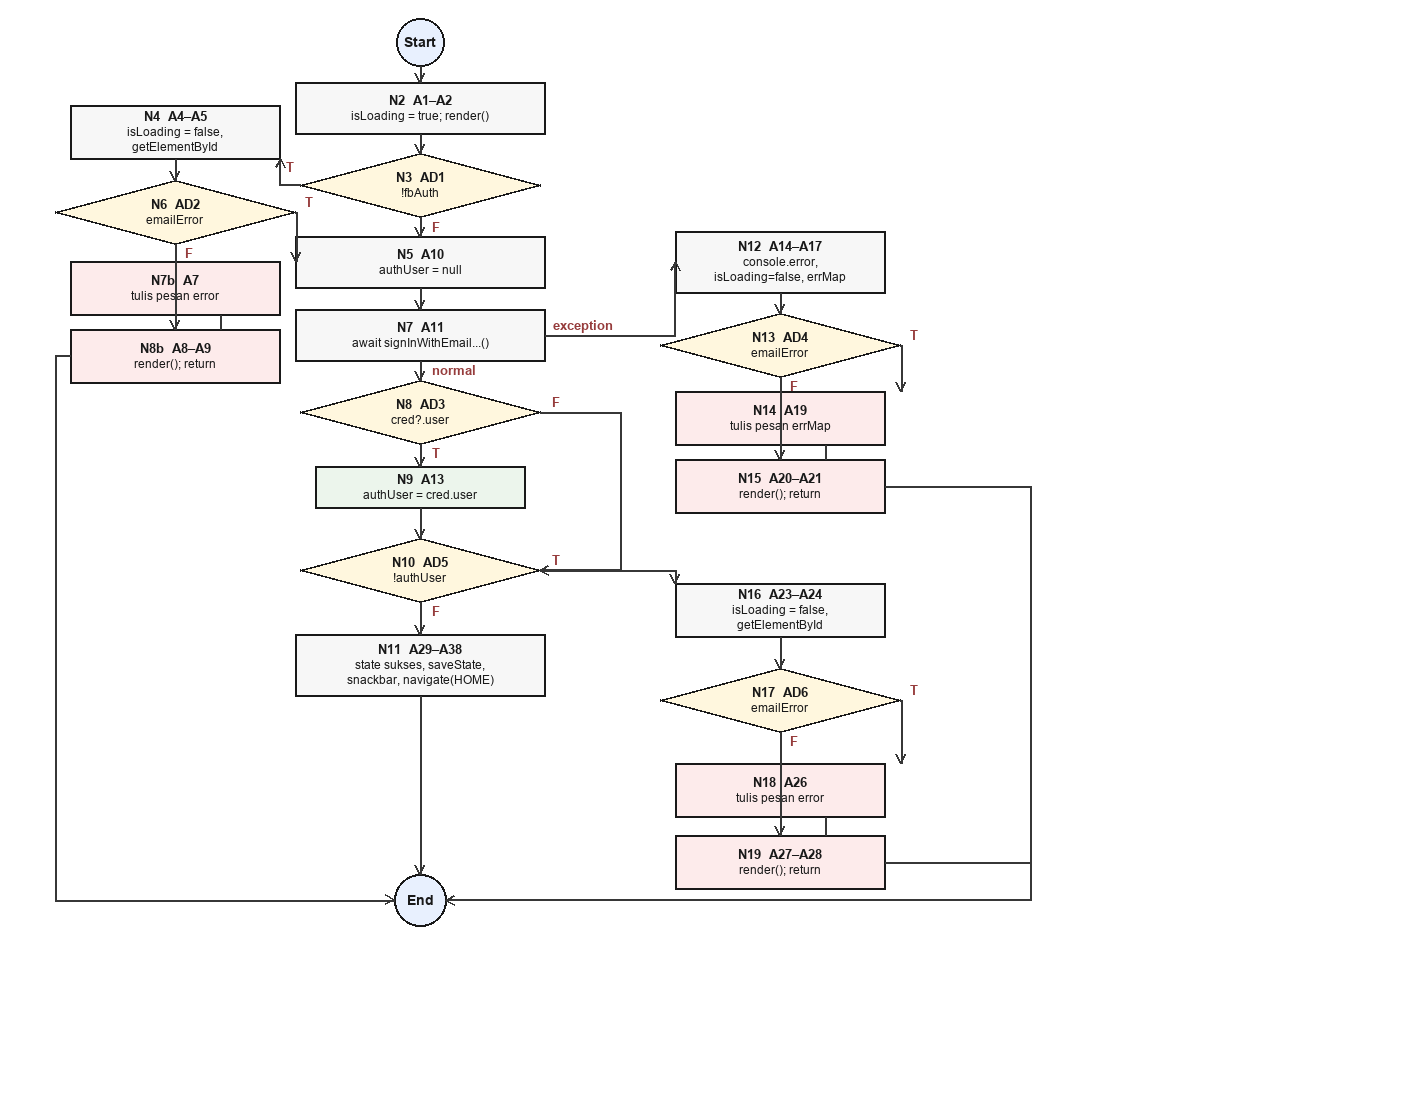 Start
N2 A1–A2
isLoading = true; render()
N4 A4–A5
isLoading = false,
getElementById
T
N3 AD1
!fbAuth
T
F
N6 AD2
emailError
F
N5 A10
authUser = null
N7b A7
tulis pesan error
N7 A11
await signInWithEmail...()
exception
normal
N8b A8–A9
render(); return
N12 A14–A17
console.error,
isLoading=false, errMap
N13 AD4
emailError
T
F
N14 A19
tulis pesan errMap
N15 A20–A21
render(); return
N8 AD3
cred?.user
F
T
N9 A13
authUser = cred.user
N10 AD5
!authUser
T
F
N11 A29–A38
state sukses, saveState,
snackbar, navigate(HOME)
N16 A23–A24
isLoading = false,
getElementById
N17 AD6
emailError
T
F
N18 A26
tulis pesan error
N19 A27–A28
render(); return
End